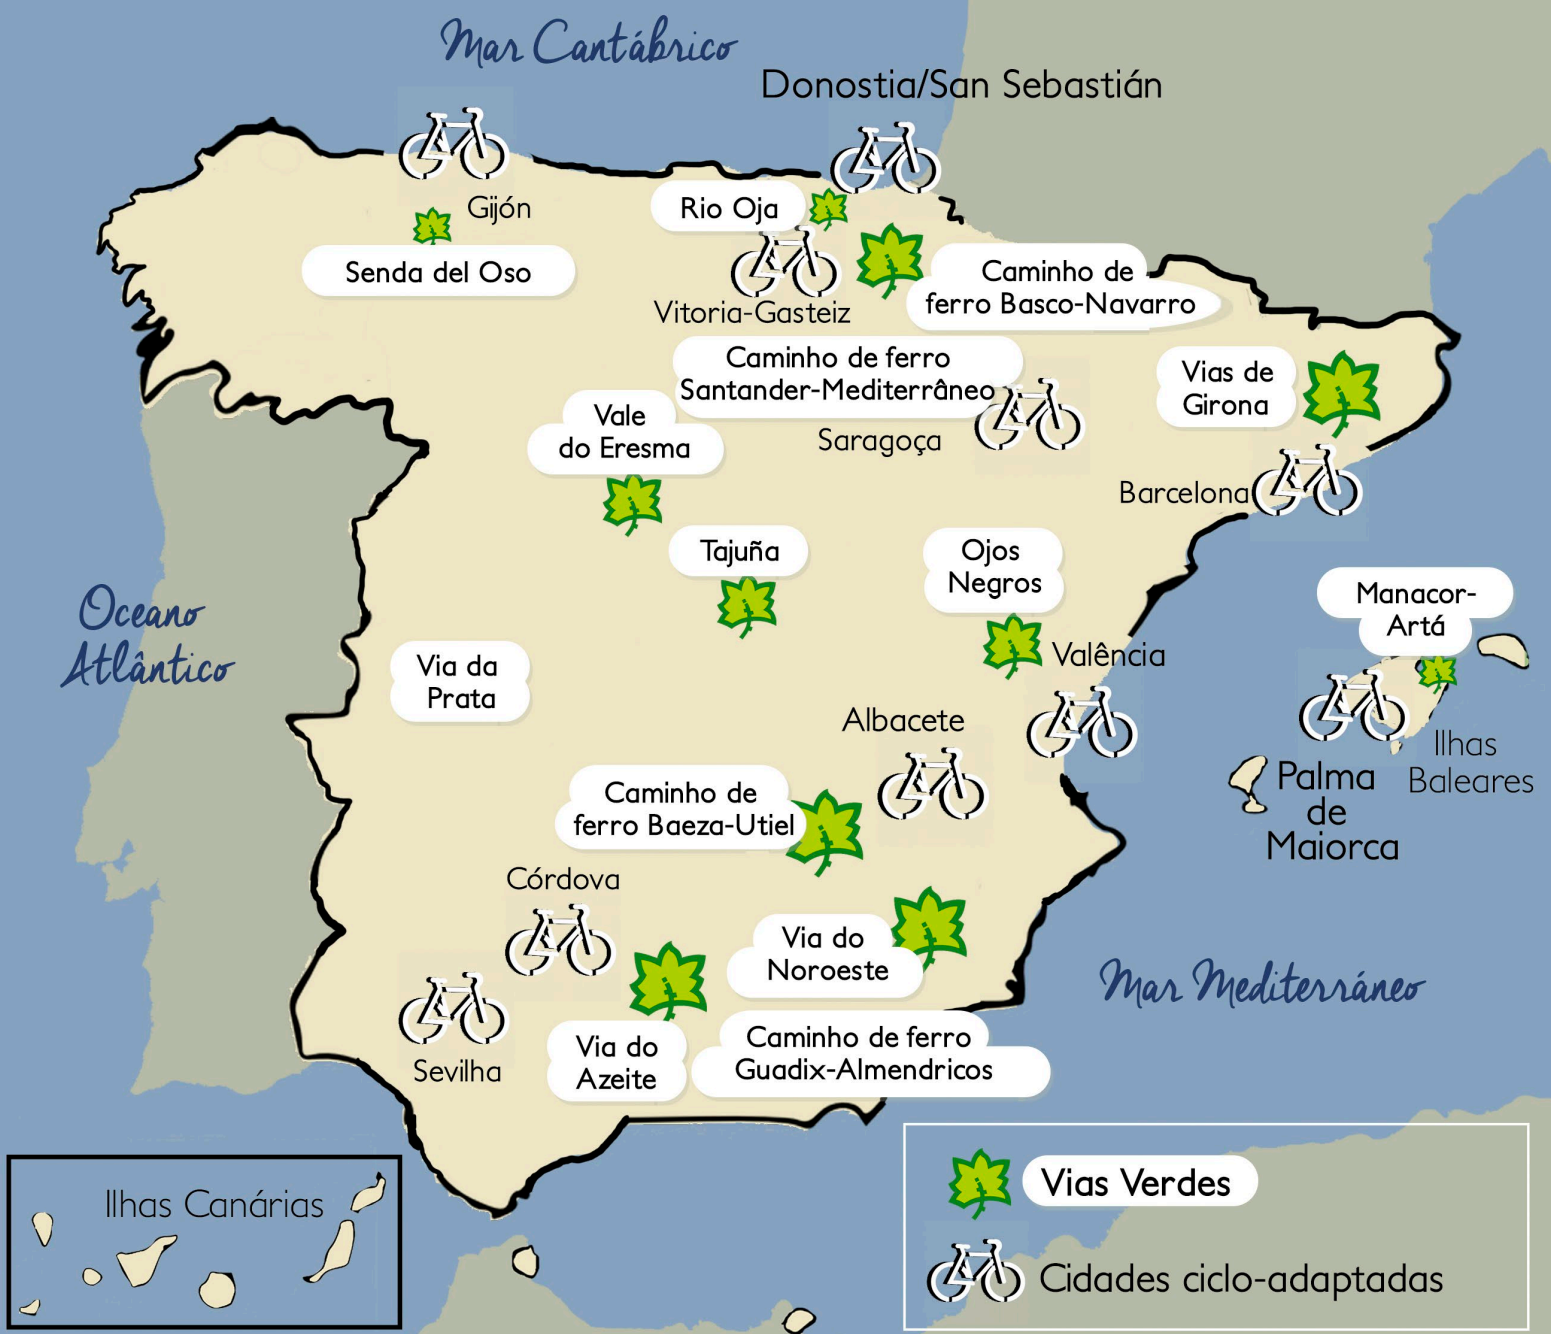 Mar Cantábrico
Donostia/San Sebastián
Gijón
Rio Oja
Senda del Oso
Caminho de
ferro Basco-Navarro
Vitoria-Gasteiz
Caminho de ferro
Santander-Mediterrâneo
Vias de
Girona
Vale
do Eresma
Saragoça
Barcelona
Tajuña
Ojos
Negros
Oceano
Atlântico
Manacor-
Artá
Via da
Prata
Valência
Albacete
Ilhas
Baleares
Palma
de
Maiorca
Caminho de
ferro Baeza-Utiel
Córdova
Via do
Noroeste
Mar Mediterráneo
Sevilha
Via do
Azeite
Caminho de ferro
Guadix-Almendricos
Ilhas Canárias
Vias Verdes
Cidades ciclo-adaptadas